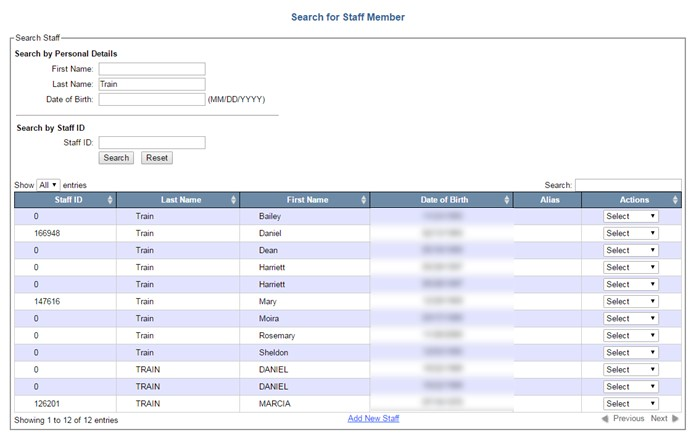 Search for Staff Member
Search Staff
Search by Personal Details
First Name:
Last Name: Train
Date of Birth: (MM/DD/YYYY)
Search by Staff ID
Staff ID:
Search Reset
Show All entries Search:
Staff ID Last Name First Name Date of Birth Alias Actions
0 Train Bailey Select
166948 Train Daniel Select
0 Train Dean Select
0 Train Harriett Select
0 Train Harriett Select
147616 Train Mary Select
0 Train Moira Select
0 Train Rosemary Select
0 Train Sheldon Select
0 TRAIN DANIEL Select
0 TRAIN DANIEL Select
126201 TRAIN MARCIA Select
Showing 1 to 12 of 12 entries Add New Staff Previous Next